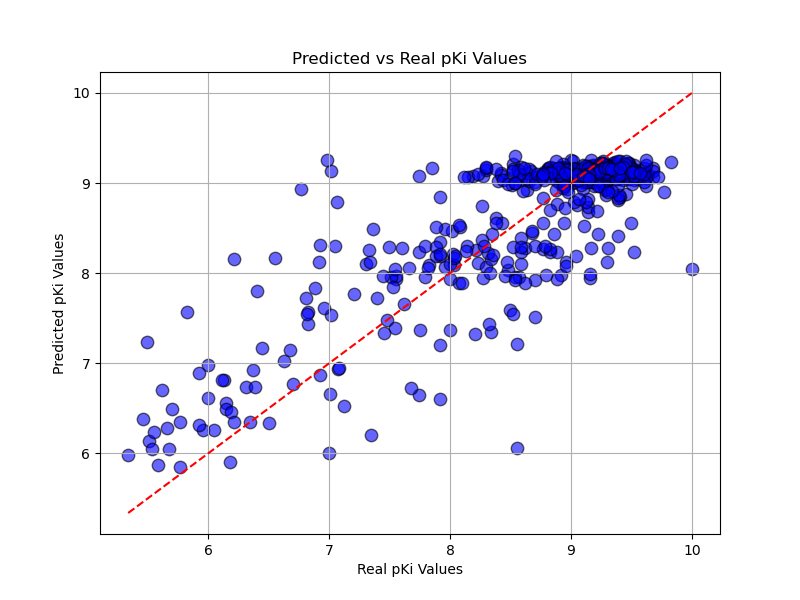 Predicted vs Real pKi Values
10
9
8
7
6
Predicted pKi Values
6 7 8 9 10
Real pKi Values